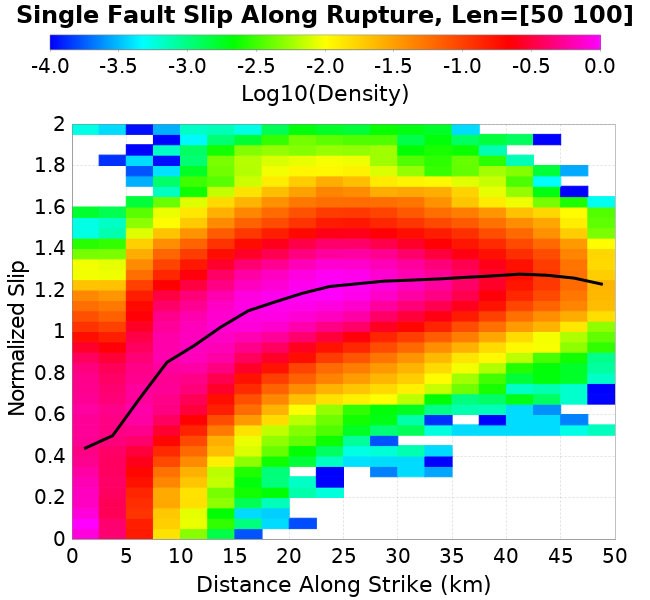 Single Fault Slip Along Rupture, Len=[50 100]
-4.0 -3.5 -3.0 -2.5 -2.0 -1.5 -1.0 -0.5 0.0
Log10(Density)
2
1.8
1.6
1.4
1.2
1
0.8
0.6
0.4
0.2
0
Normalized Slip
0 5 10 15 20 25 30 35 40 45 50
Distance Along Strike (km)